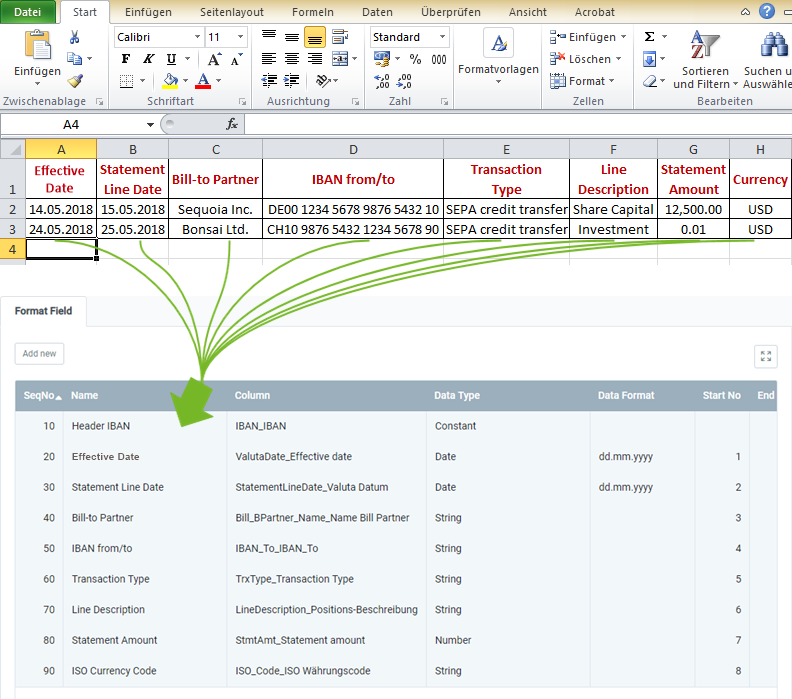 Datei Start Einfügen Seitenlayout Formeln Daten Überprüfen Ansicht Acrobat
Calibri 11 Standard Einfügen Σ
Einfügen F K U A A % 000 Formatvorlagen Löschen Sortieren Suchen u
A Format und Filtern Auswähle
Zwischenablage Schriftart Ausrichtung Zahl Zellen Bearbeiten
A4 fx
A B C D E F G H
1 Effective Date Statement Line Date Bill-to Partner IBAN from/to Transaction Type Line Description Statement Amount Currency
2 14.05.2018 15.05.2018 Sequoia Inc. DE00 1234 5678 9876 5432 10 SEPA credit transfer Share Capital 12,500.00 USD
3 24.05.2018 25.05.2018 Bonsai Ltd. CH10 9876 5432 1234 5678 90 SEPA credit transfer Investment 0.01 USD
4
Format Field
Add new
SeqNo Name Column Data Type Data Format Start No End
10 Header IBAN IBAN_IBAN Constant
20 Effective Date ValutaDate_Effective date Date dd.mm.yyyy 1
30 Statement Line Date StatementLineDate_Valuta Datum Date dd.mm.yyyy 2
40 Bill-to Partner Bill_BPartner_Name_Name Bill Partner String 3
50 IBAN from/to IBAN_To_IBAN_To String 4
60 Transaction Type TrxType_Transaction Type String 5
70 Line Description LineDescription_Positions-Beschreibung String 6
80 Statement Amount StmtAmt_Statement amount Number 7
90 ISO Currency Code ISO_Code_ISO Währungscode String 8